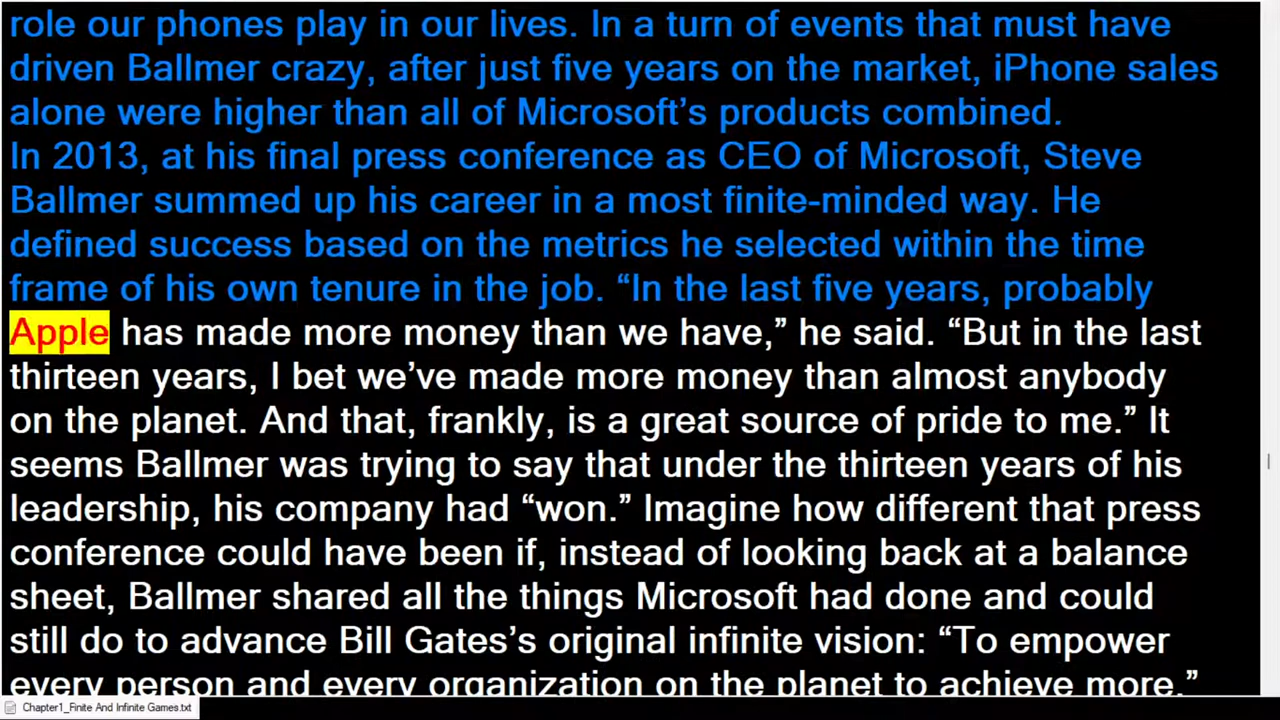 role our phones play in our lives. In a turn of events that must have
driven Ballmer crazy, after just five years on the market, iPhone sales
alone were higher than all of Microsoft’s products combined.
In 2013, at his final press conference as CEO of Microsoft, Steve
Ballmer summed up his career in a most finite-minded way. He
defined success based on the metrics he selected within the time
frame of his own tenure in the job. “In the last five years, probably
Apple has made more money than we have,” he said. “But in the last
thirteen years, I bet we’ve made more money than almost anybody
on the planet. And that, frankly, is a great source of pride to me.” It
seems Ballmer was trying to say that under the thirteen years of his
leadership, his company had “won.” Imagine how different that press
conference could have been if, instead of looking back at a balance
sheet, Ballmer shared all the things Microsoft had done and could
still do to advance Bill Gates’s original infinite vision: “To empower
every person and every organization on the planet to achieve more.”
Chapter1_Finite And Infinite Games.txt